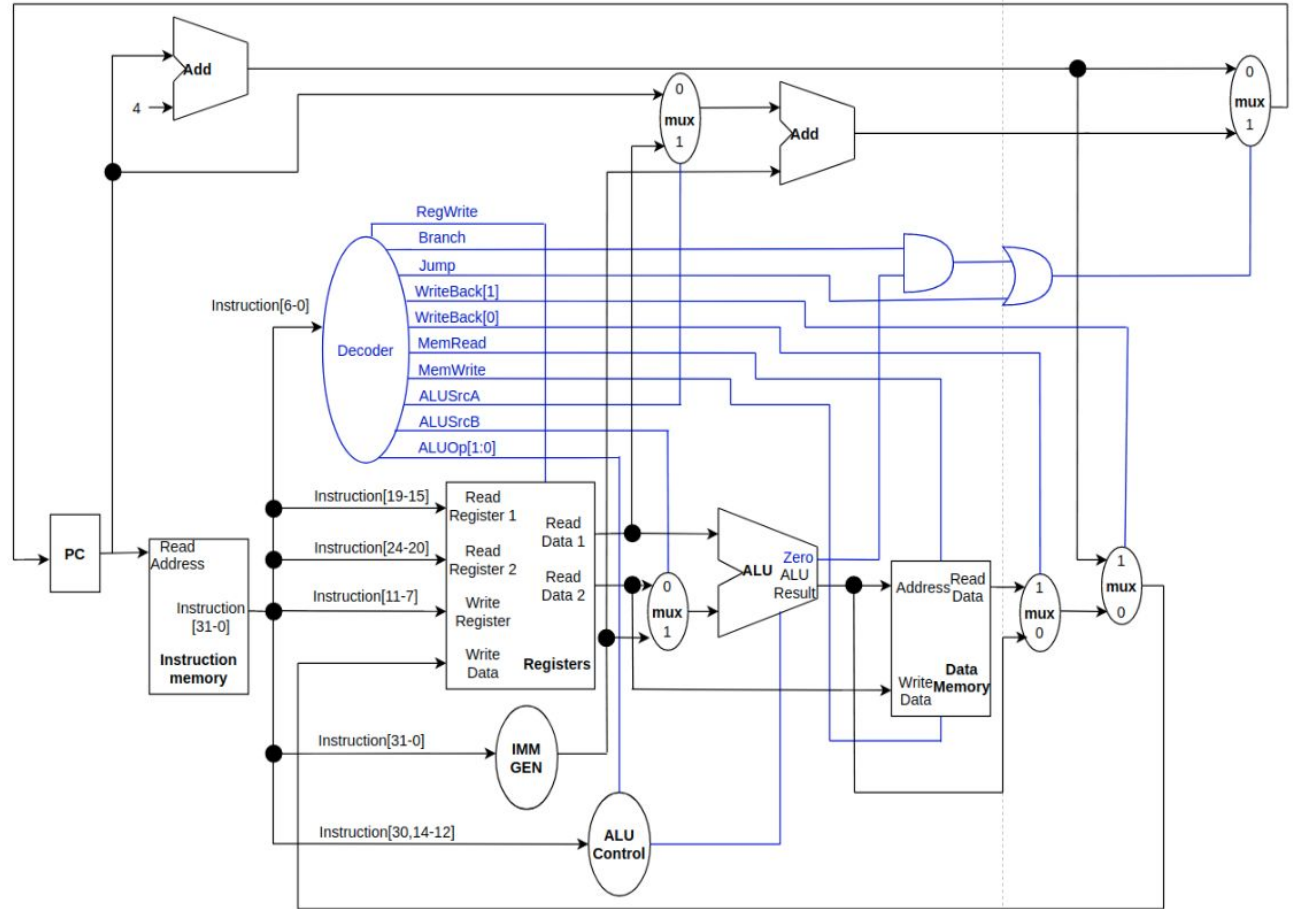 Add
4
0
mux
1
Add
0
mux
1
RegWrite
Branch
Jump
WriteBack[1]
WriteBack[0]
MemRead
MemWrite
ALUSrcA
ALUSrcB
ALUOp[1:0]
Instruction[6-0]
Decoder
PC
Read
Address
Instruction
[31-0]
Instruction
memory
Instruction[19-15]
Instruction[24-20]
Instruction[11-7]
Read
Register 1
Read
Register 2
Write
Register
Write
Data
Read
Data 1
Read
Data 2
Registers
0
mux
1
ALU
Zero
ALU
Result
Address
Read
Data
Write
Data
Data
Memory
1
mux
0
1
mux
0
Instruction[31-0]
IMM
GEN
Instruction[30,14-12]
ALU
Control